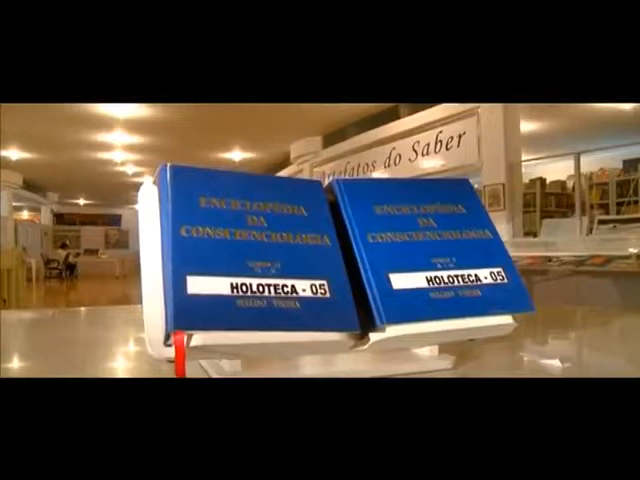 Artefatos do Saber
ENCICLOPÉDIA
DA
CONSCIENCIOLOGIA
HOLOTECA - 05
WALDO VIEIRA
ENCICLOPÉDIA
DA
CONSCIENCIOLOGIA
HOLOTECA - 05
WALDO VIEIRA